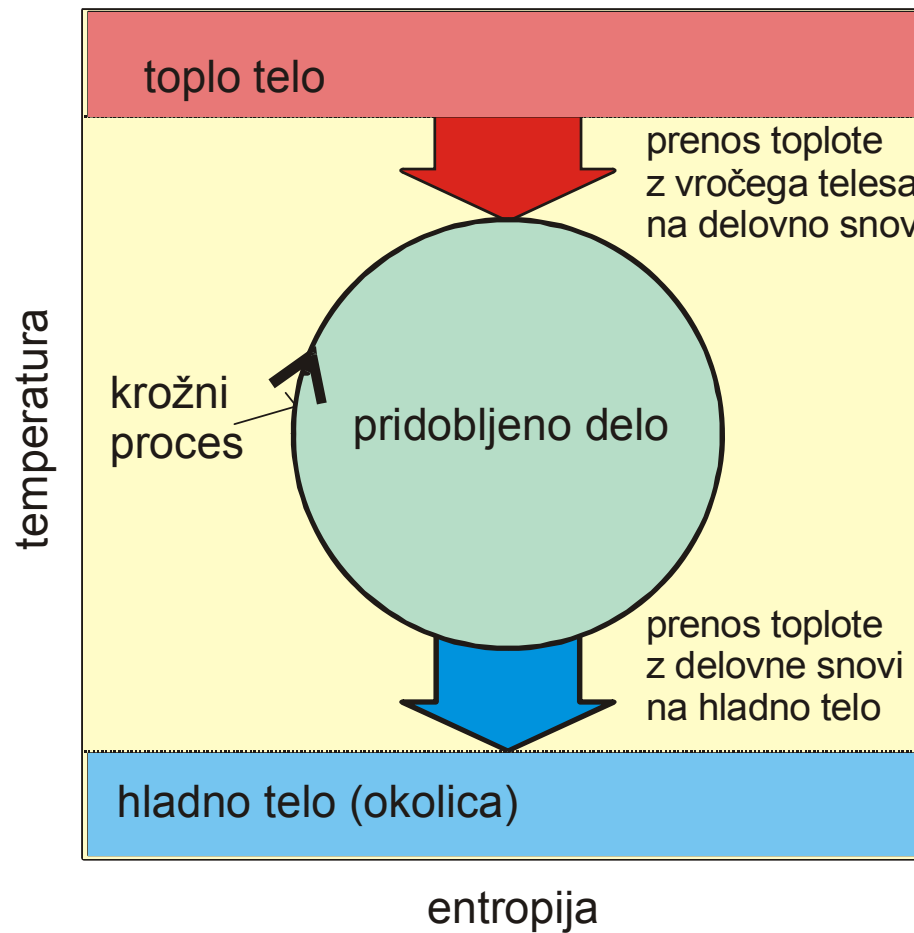 toplo telo
prenos toplote
z vročega telesa
na delovno snov
temperatura
krožni
proces
pridobljeno delo
prenos toplote
z delovne snovi
na hladno telo
hladno telo (okolica)
entropija